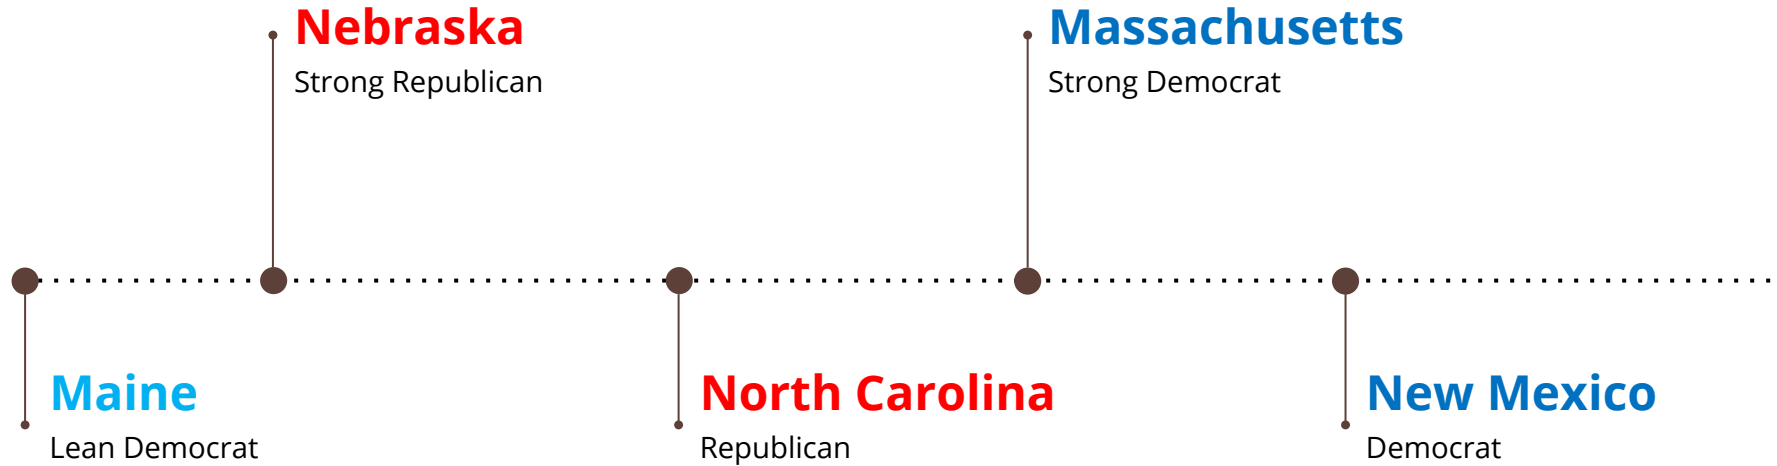 Nebraska
Strong Republican
Massachusetts
Strong Democrat
Maine
Lean Democrat
North Carolina
Republican
New Mexico
Democrat